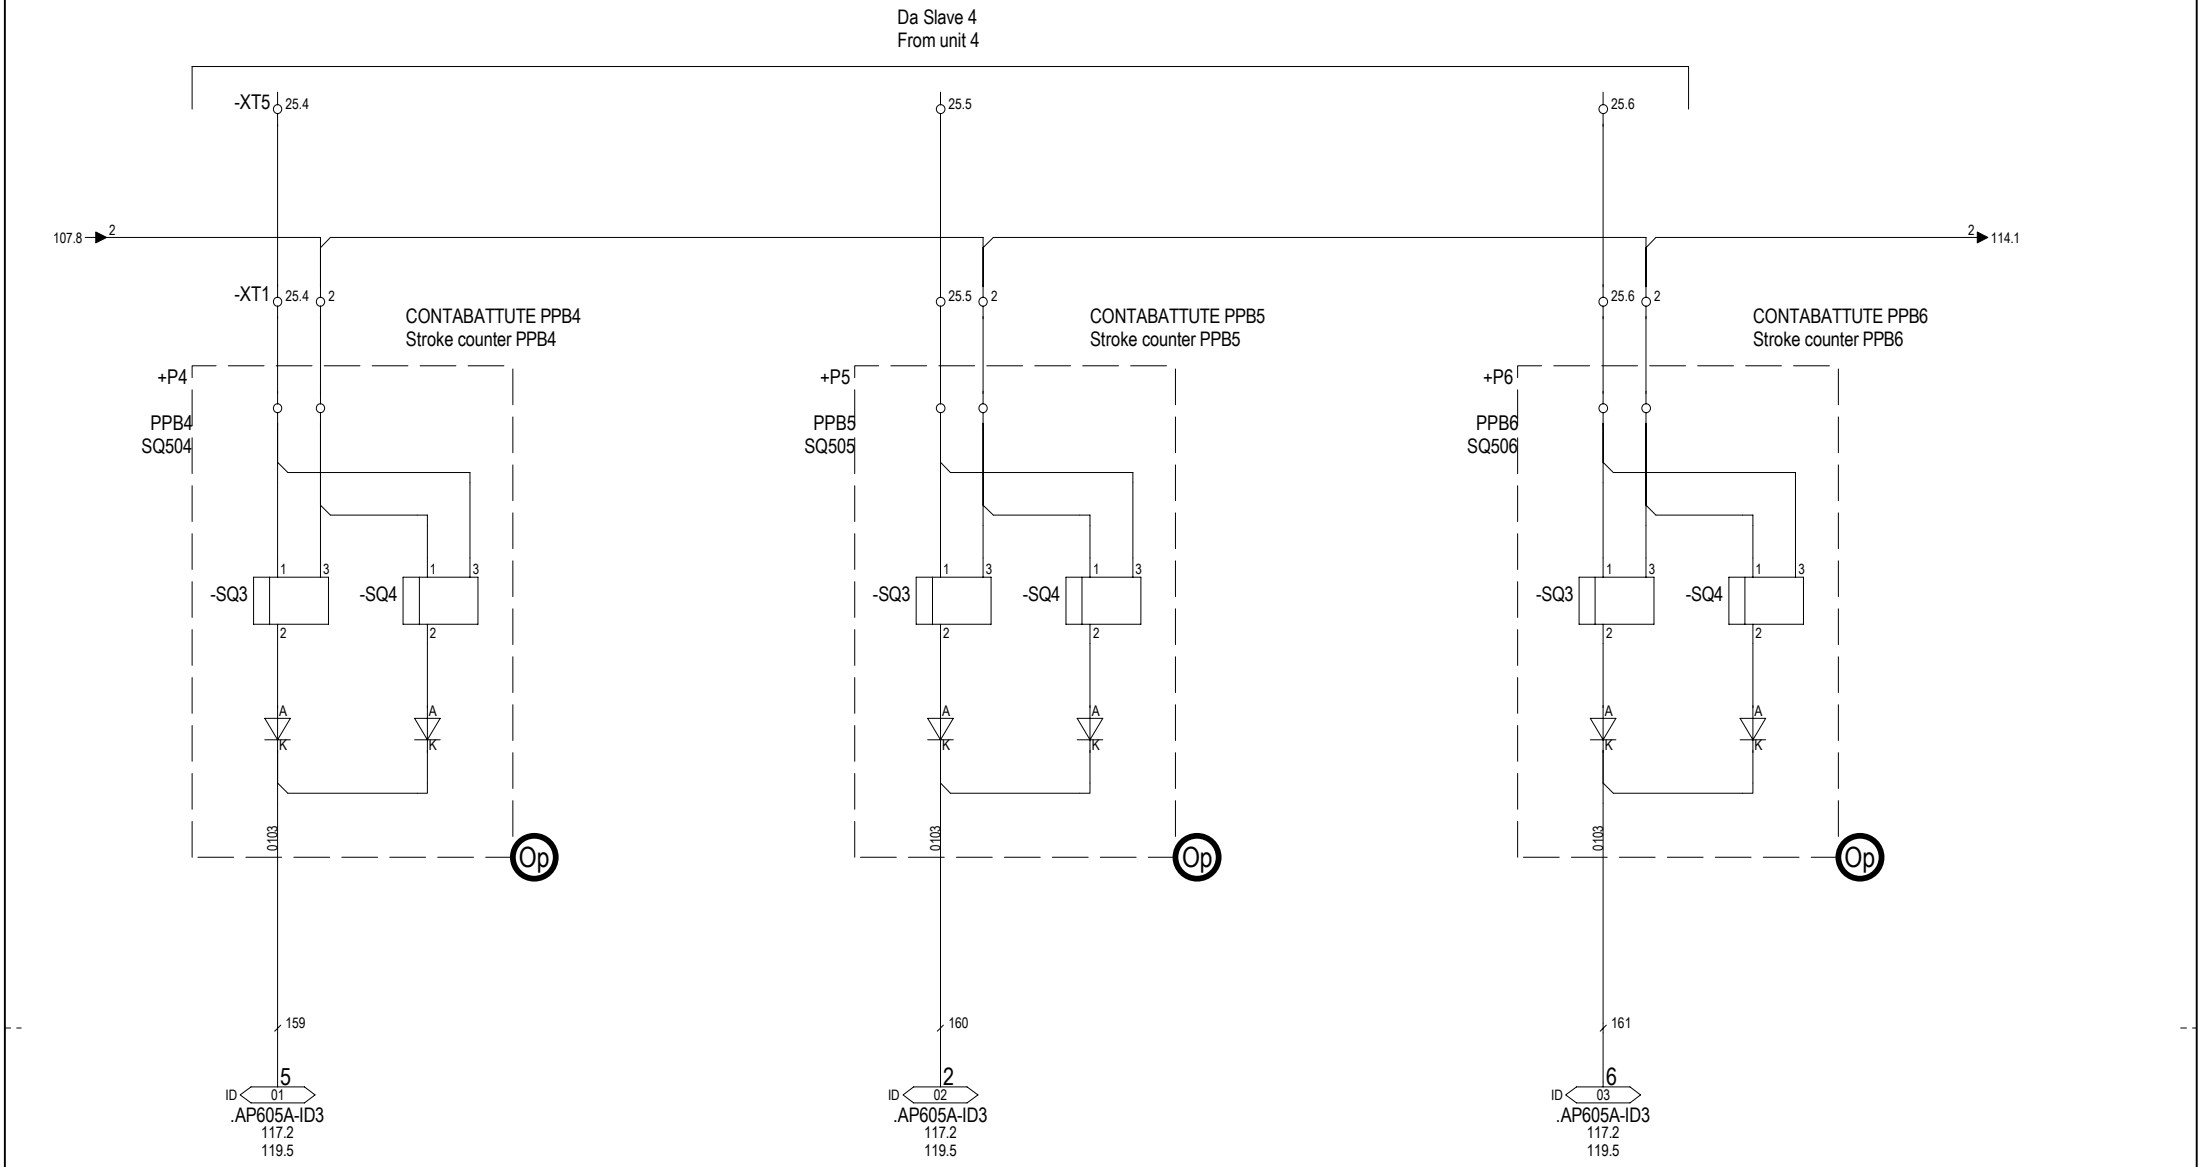 Da Slave 4
From unit 4
-XT5 25.4
25.5
25.6
107.8 2
2 114.1
-XT1 25.4 2
25.5 2
25.6 2
CONTABATTUTE PPB4
Stroke counter PPB4
CONTABATTUTE PPB5
Stroke counter PPB5
CONTABATTUTE PPB6
Stroke counter PPB6
+P4
PPB4
SQ504
1 3 1 3
-SQ3 -SQ4
2 2
A A
K K
0103
Op
159
5
ID 01
.AP605A-ID3
117.2
119.5
+P5
PPB5
SQ505
1 3 1 3
-SQ3 -SQ4
2 2
A A
K K
0103
Op
160
2
ID 02
.AP605A-ID3
117.2
119.5
+P6
PPB6
SQ506
1 3 1 3
-SQ3 -SQ4
2 2
A A
K K
0103
Op
161
6
ID 03
.AP605A-ID3
117.2
119.5